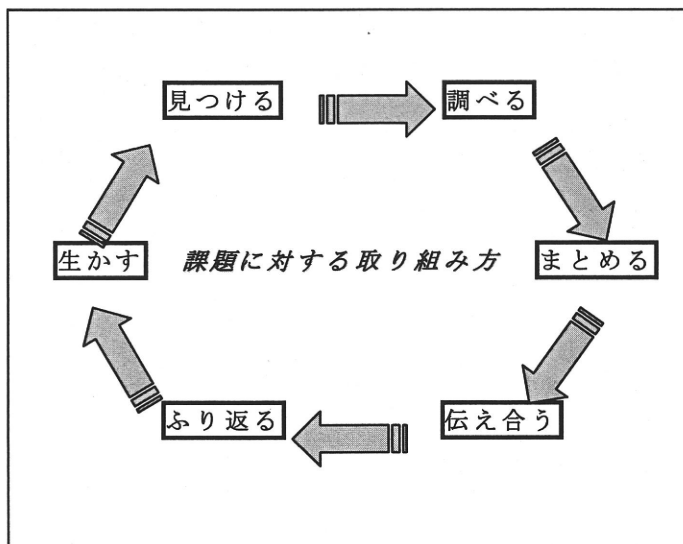 見つける
調べる
生かす
課題に対する取り組み方
まとめる
ふり返る
伝え合う